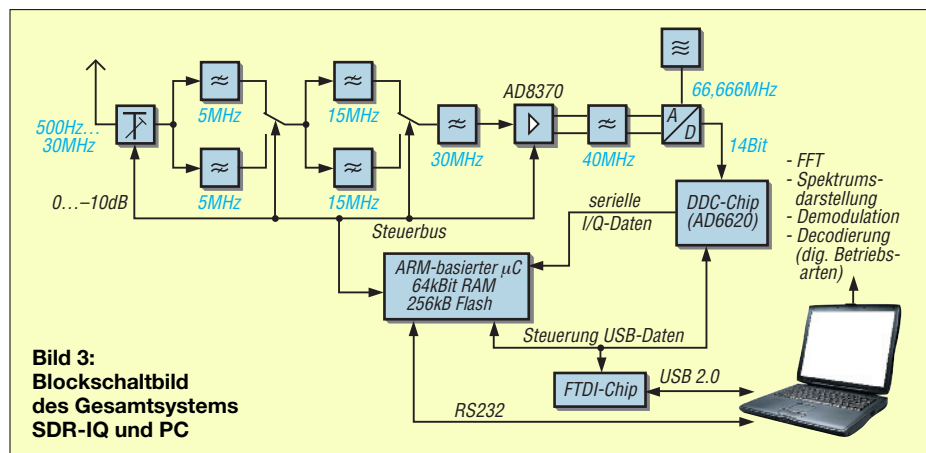 500Hz...
30MHz
0...–10dB
5MHz
5MHz
15MHz
15MHz
30MHz
AD8370
40MHz
66,666MHz
A
D
14Bit
Steuerbus
serielle
I/Q-Daten
DDC-Chip
(AD6620)
- FFT
- Spektrums-
darstellung
- Demodulation
- Decodierung
(dig. Betriebs-
arten)
ARM-basierter µC
64kBit RAM
256kB Flash
Steuerung USB-Daten
FTDI-Chip
USB 2.0
RS232
Bild 3:
Blockschaltbild
des Gesamtsystems
SDR-IQ und PC